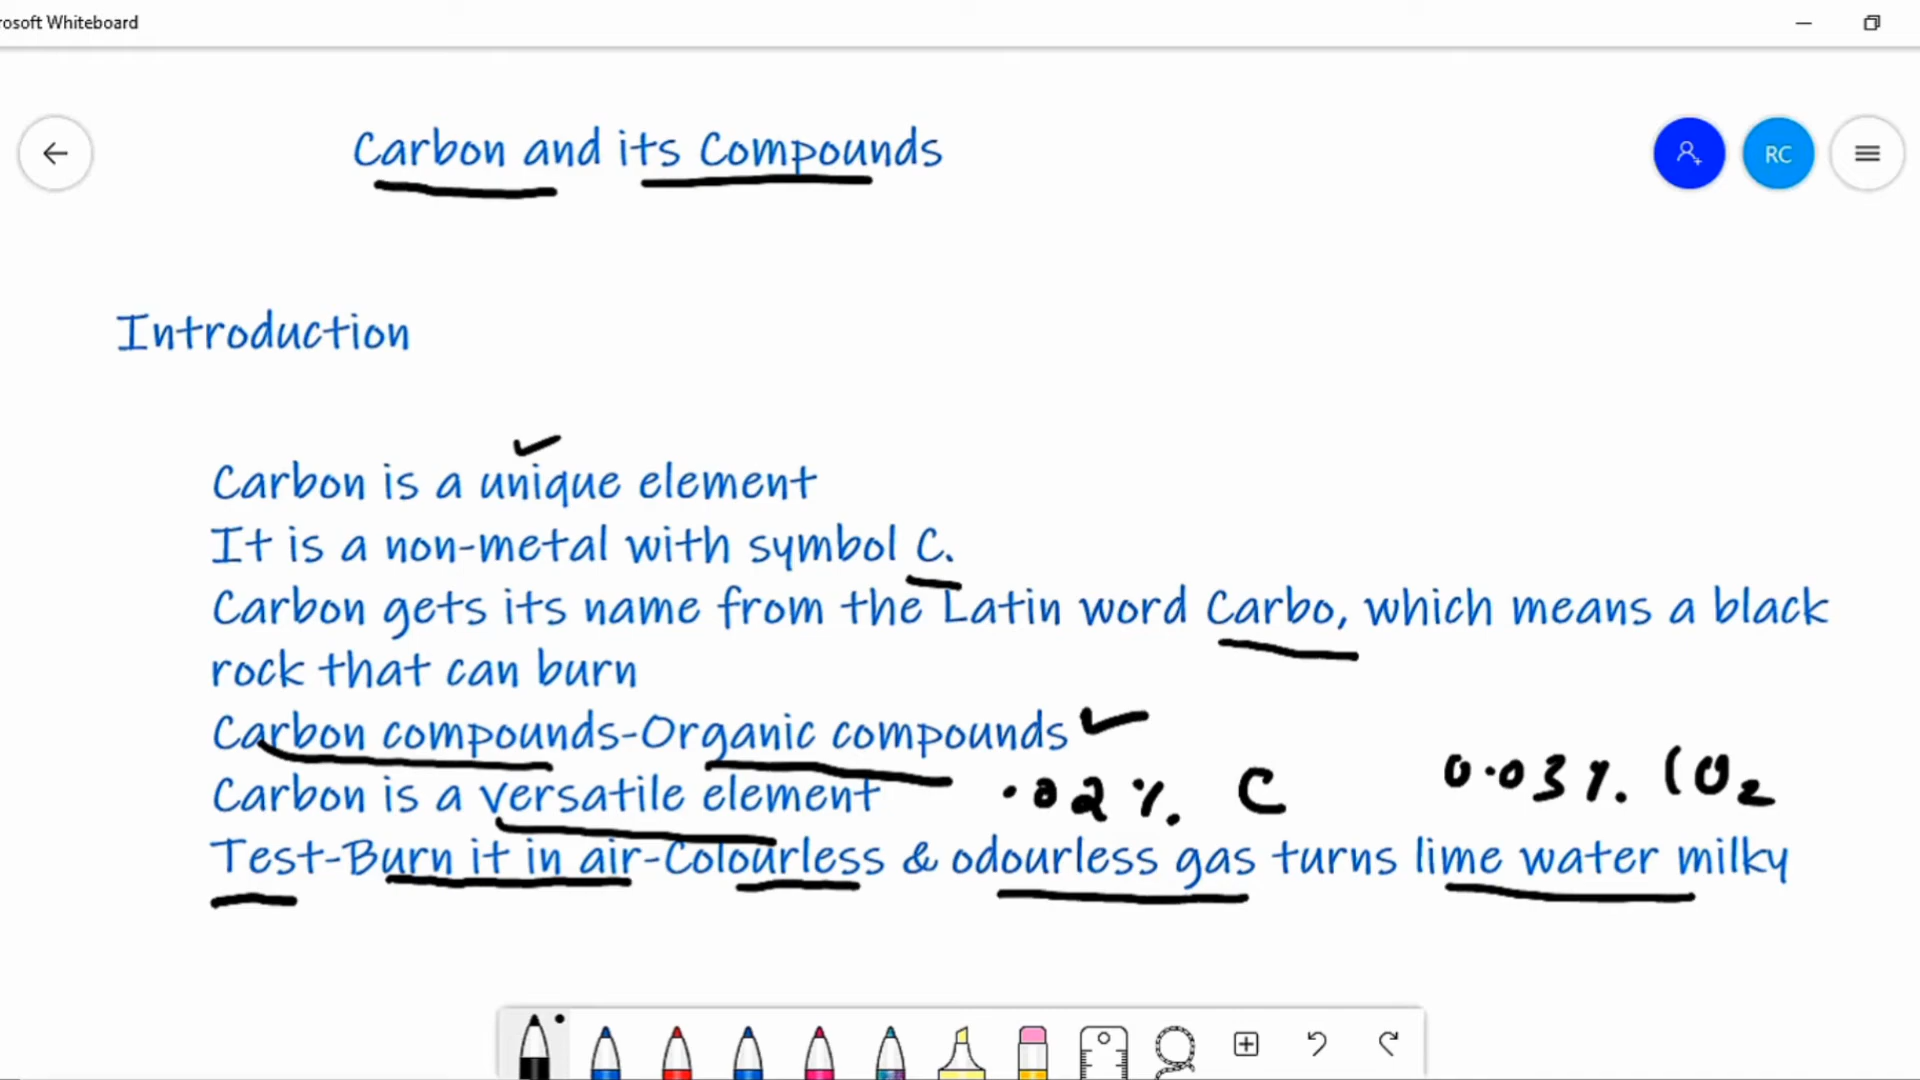 rosoft Whiteboard
Carbon and its Compounds
RC
Introduction
Carbon is a unique element
It is a non-metal with symbol C.
Carbon gets its name from the Latin word Carbo, which means a black
rock that can burn
Carbon compounds-Organic compounds
Carbon is a versatile element .02%. C 0.03%. CO2
Test-Burn it in air-Colourless & odourless gas turns lime water milky